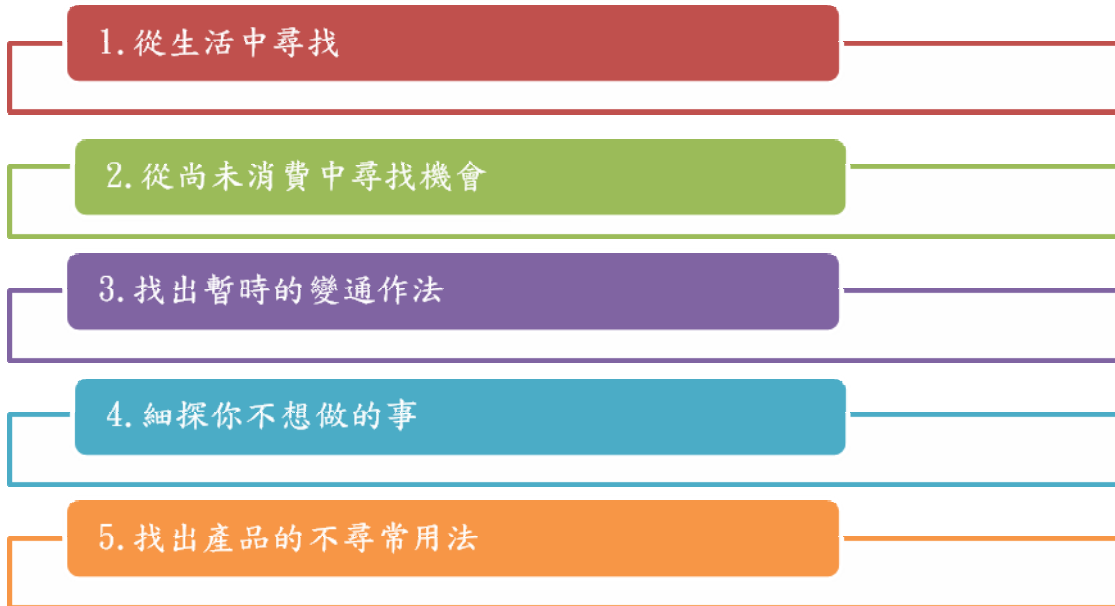 1.從生活中尋找
2.從尚未消費中尋找機會
3.找出暫時的變通作法
4.細探你不想做的事
5.找出產品的不尋常用法